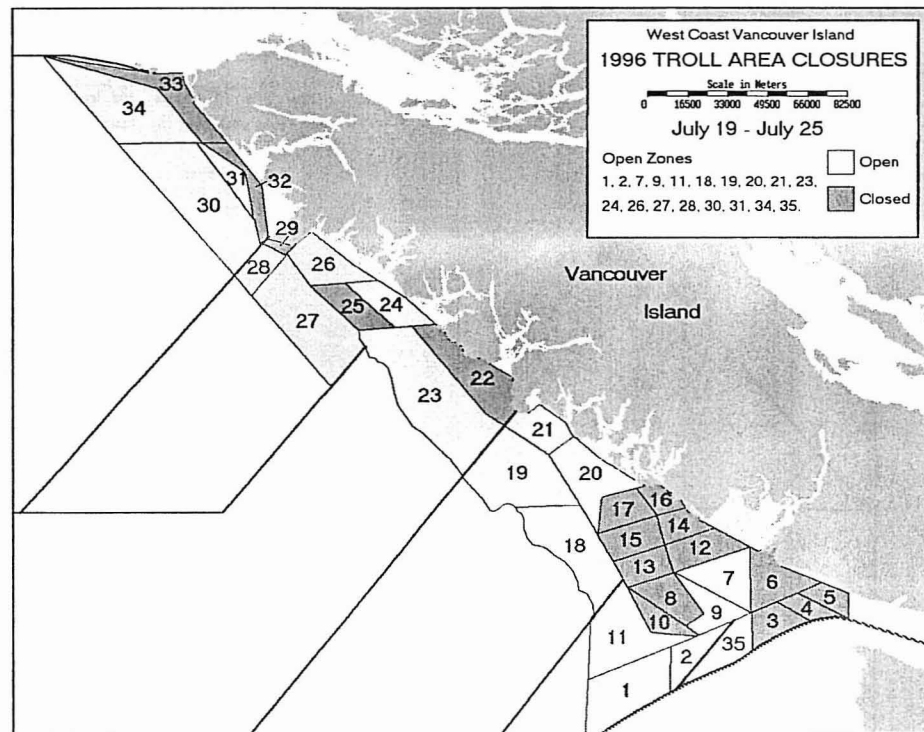 West Coast Vancouver Island
1996 TROLL AREA CLOSURES
Scale in Meters
0 16500 33000 49500 66000 82500
July 19 - July 25
Open Zones
1, 2, 7, 9, 11, 18, 19, 20, 21, 23,
24, 26, 27, 28, 30, 31, 34, 35.
Open
Closed
33
34
31
32
30
29
28
26
25
24
27
Vancouver
Island
22
23
21
19
20
17
16
18
15
14
12
13
7
6
8
5
9
4
10
3
11
35
2
1